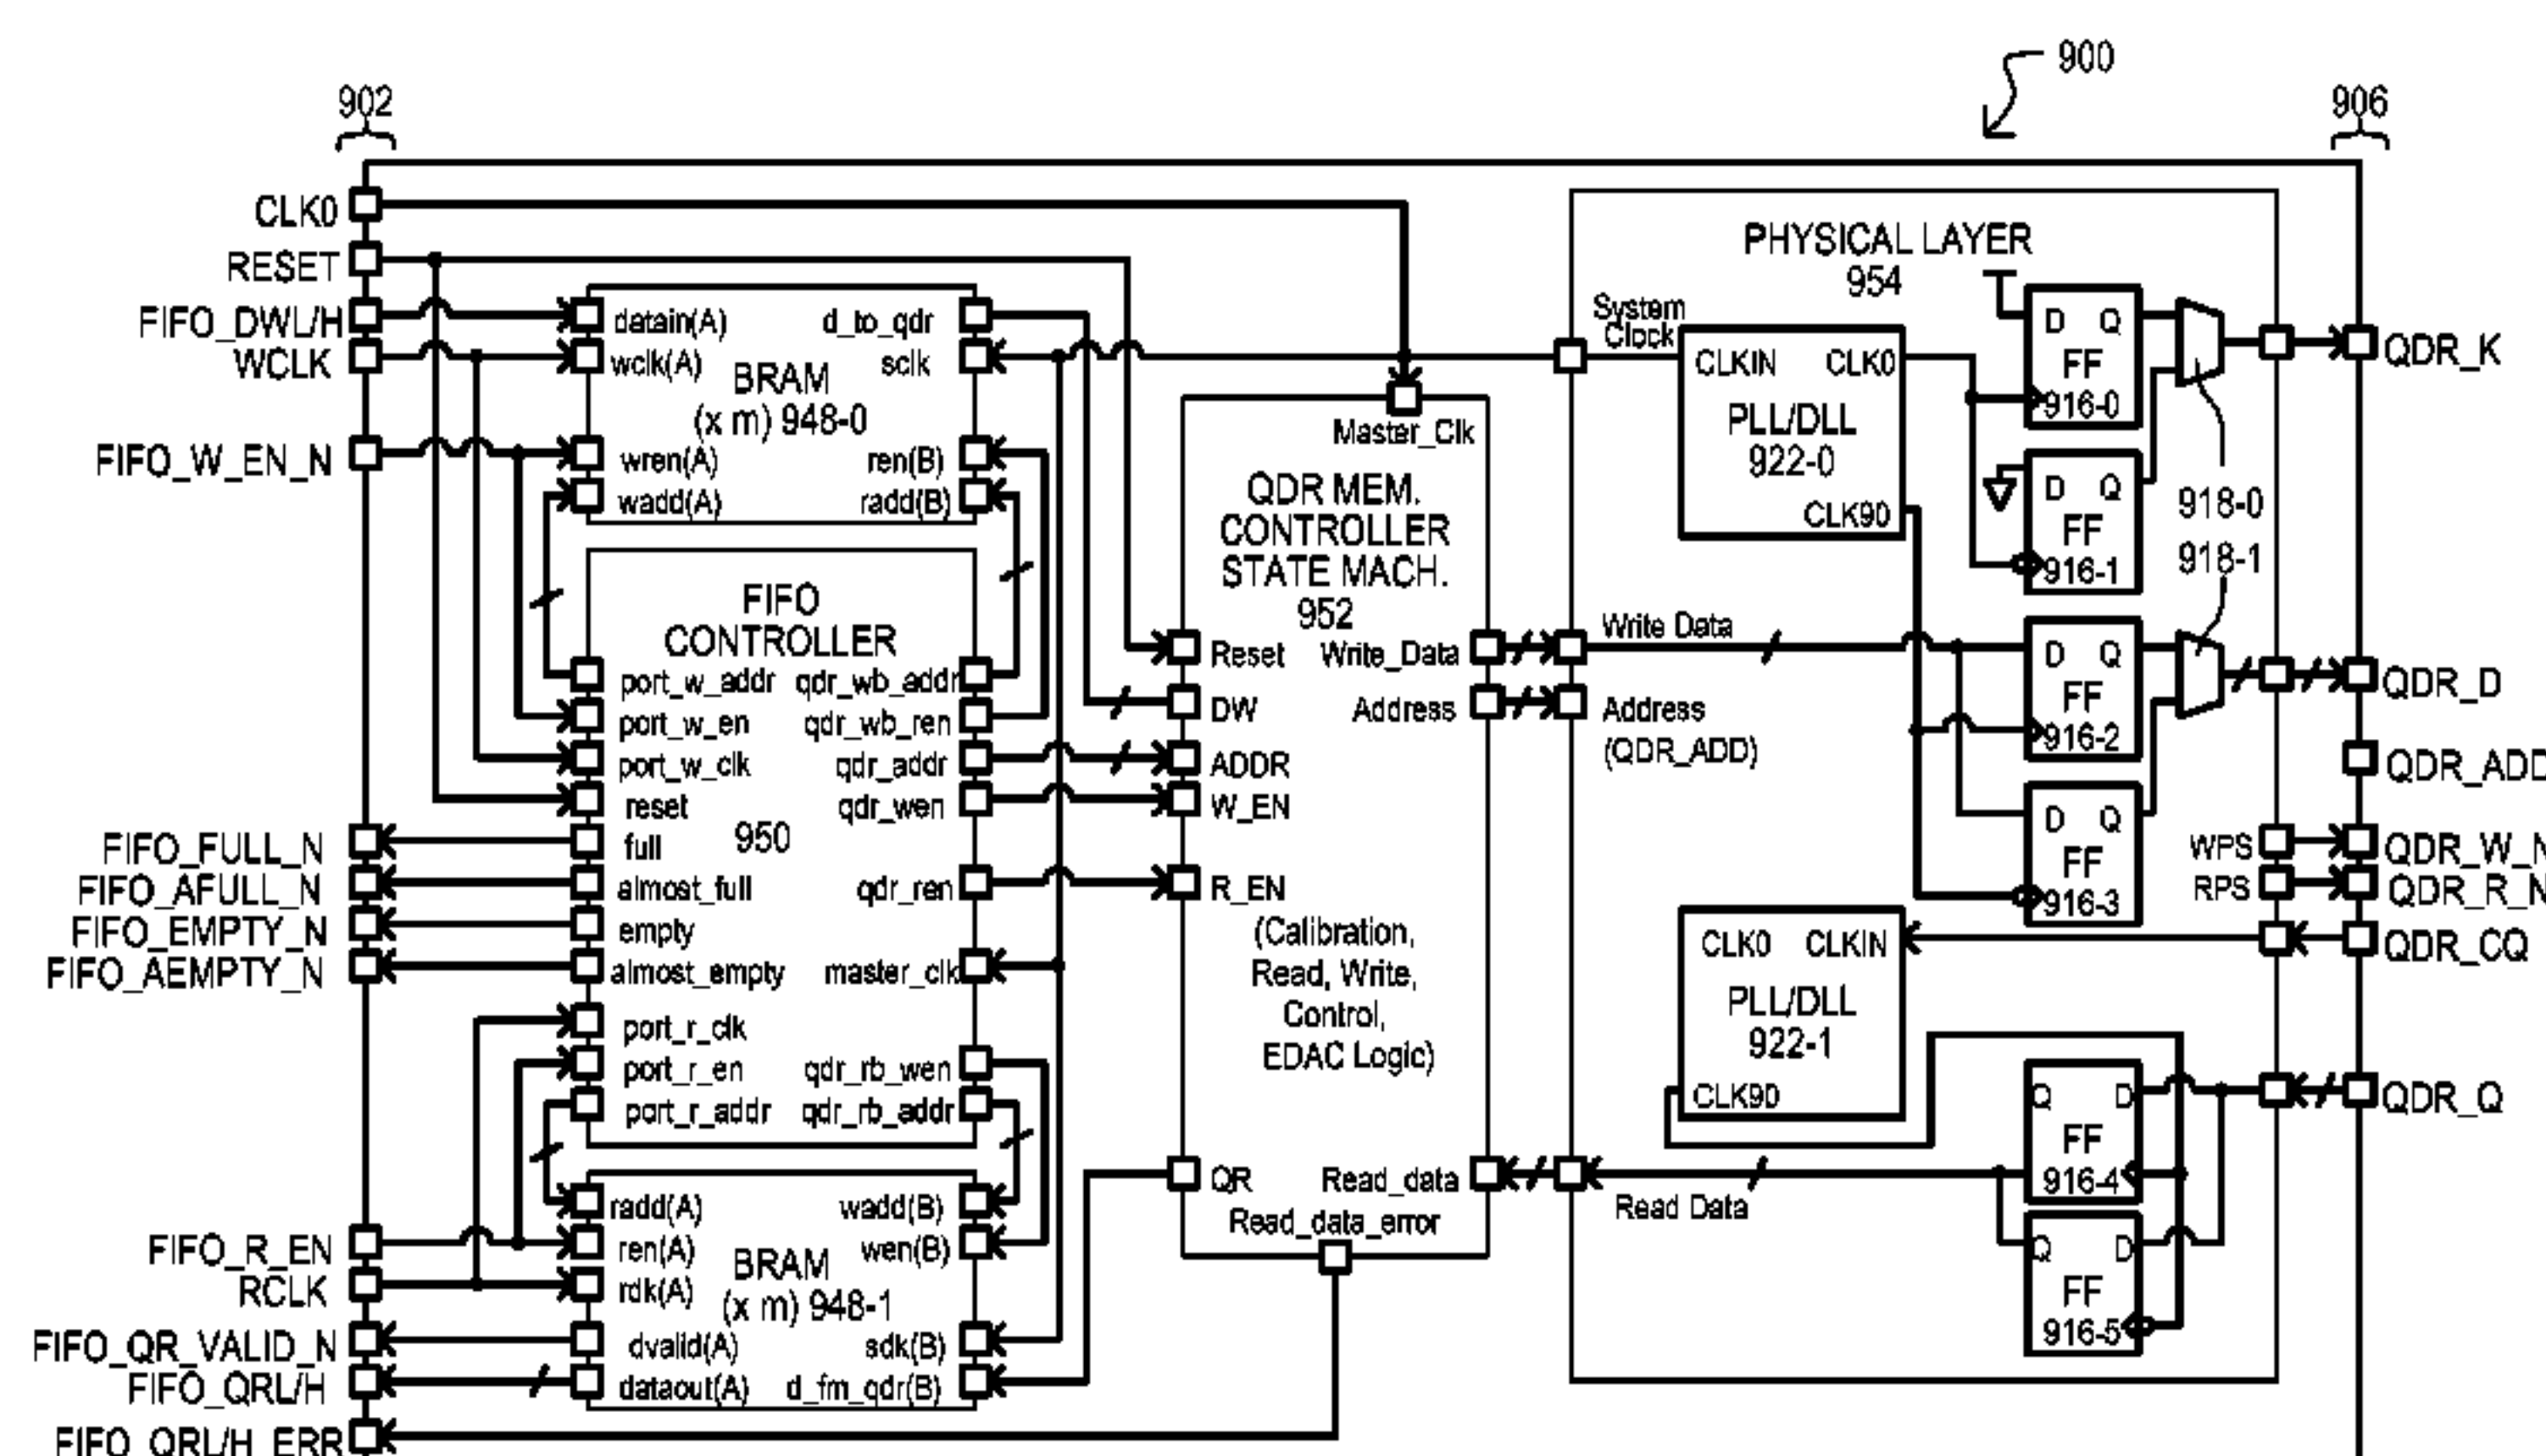 900
902
906
CLK0
RESET
FIFO_DWL/H
WCLK
FIFO_W_EN_N
FIFO_FULL_N
FIFO_AFULL_N
FIFO_EMPTY_N
FIFO_AEMPTY_N
FIFO_R_EN
RCLK
FIFO_QR_VALID_N
FIFO_QRL/H
FIFO_QRL/H_ERR
datain(A) d_to_qdr
wclk(A) sclk
BRAM
(x m) 948-0
wren(A) ren(B)
wadd(A) radd(B)
FIFO
CONTROLLER
port_w_addr qdr_wb_addr
port_w_en qdr_wb_ren
port_w_clk qdr_addr
reset qdr_wen
950
full
almost_full qdr_ren
empty
almost_empty master_clk
port_r_clk
port_r_en qdr_rb_wen
port_r_addr qdr_rb_addr
radd(A) wadd(B)
ren(A) wen(B)
BRAM
rdk(A)
(x m) 948-1
dvalid(A) sdk(B)
dataout(A) d_fm_qdr(B)
Master_Clk
QDR MEM.
CONTROLLER
STATE MACH.
952
Reset Write_Data
DW Address
ADDR
W_EN
R_EN
(Calibration,
Read, Write,
Control,
EDAC Logic)
QR Read_data
Read_data_error
PHYSICAL LAYER
954
System
Clock
CLKIN CLK0
PLL/DLL
922-0
CLK90
D Q
FF
916-0
D Q
FF
916-1
918-0
918-1
Write Data
Address
(QDR_ADD)
D Q
FF
916-2
D Q
FF
916-3
WPS
RPS
CLK0 CLKIN
PLL/DLL
922-1
CLK90
Q D
FF
916-4
Read Data
Q D
FF
916-5
QDR_K
QDR_D
QDR_ADD
QDR_W_N
QDR_R_N
QDR_CQ
QDR_Q